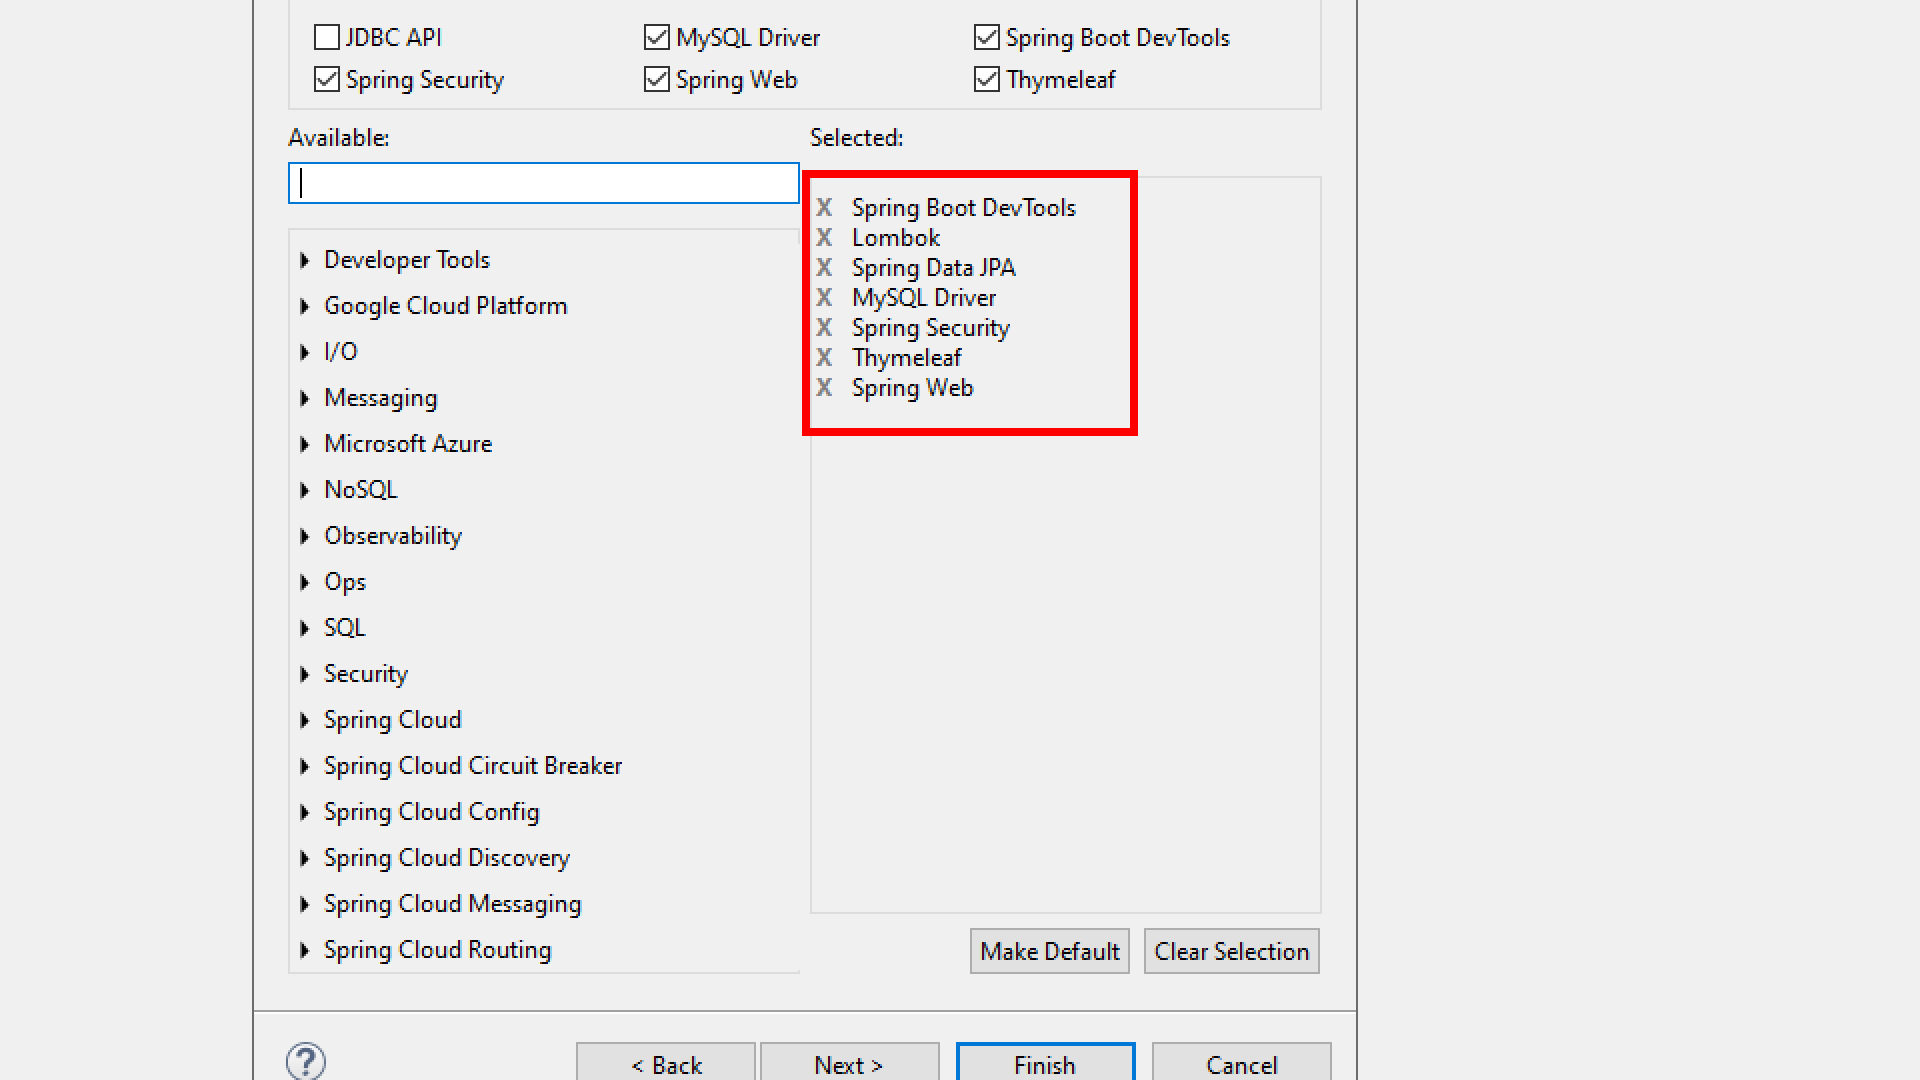 JDBC API MySQL Driver Spring Boot DevTools
Spring Security Spring Web Thymeleaf
Available:
Developer Tools
Google Cloud Platform
I/O
Messaging
Microsoft Azure
NoSQL
Observability
Ops
SQL
Security
Spring Cloud
Spring Cloud Circuit Breaker
Spring Cloud Config
Spring Cloud Discovery
Spring Cloud Messaging
Spring Cloud Routing
Selected:
X Spring Boot DevTools
X Lombok
X Spring Data JPA
X MySQL Driver
X Spring Security
X Thymeleaf
X Spring Web
Make Default Clear Selection
? < Back Next > Finish Cancel